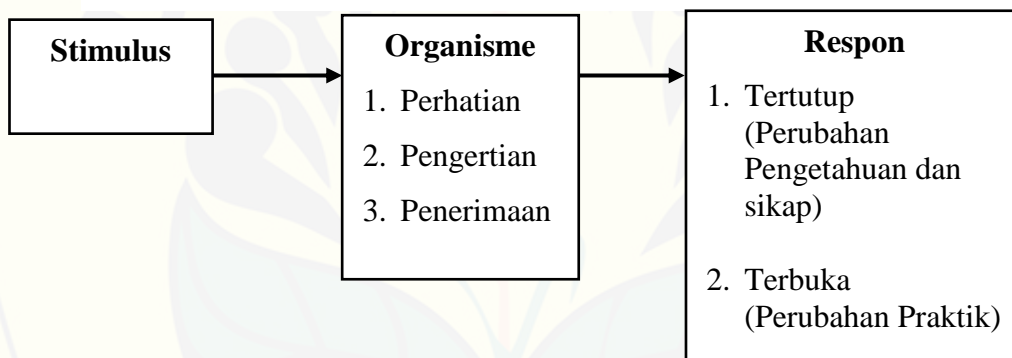 Stimulus
Organisme
1. Perhatian
2. Pengertian
3. Penerimaan
Respon
1. Tertutup
(Perubahan
Pengetahuan dan
sikap)
2. Terbuka
(Perubahan Praktik)